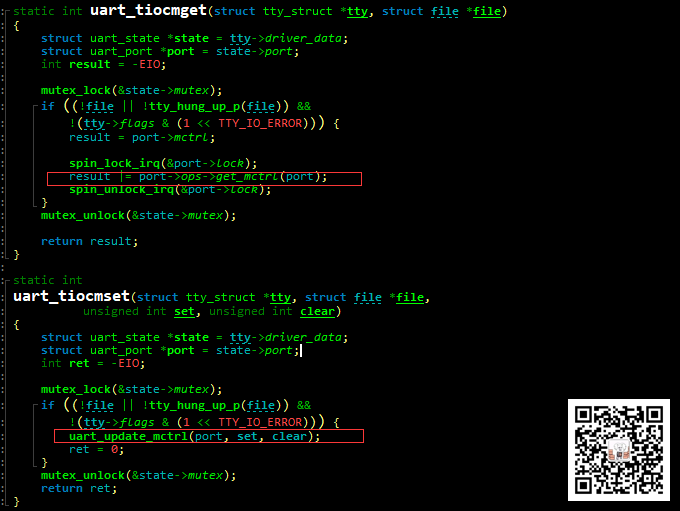 static int uart_tiocmget(struct tty_struct *tty, struct file *file)
{
struct uart_state *state = tty->driver_data;
struct uart_port *port = state->port;
int result = -EIO;
mutex_lock(&state->mutex);
if ((!file || !tty_hung_up_p(file)) &&
!(tty->flags & (1 << TTY_IO_ERROR))) {
result = port->mctrl;
spin_lock_irq(&port->lock);
result |= port->ops->get_mctrl(port);
spin_unlock_irq(&port->lock);
}
mutex_unlock(&state->mutex);
return result;
}
static int
uart_tiocmset(struct tty_struct *tty, struct file *file,
unsigned int set, unsigned int clear)
{
struct uart_state *state = tty->driver_data;
struct uart_port *port = state->port;
int ret = -EIO;
mutex_lock(&state->mutex);
if ((!file || !tty_hung_up_p(file)) &&
!(tty->flags & (1 << TTY_IO_ERROR))) {
uart_update_mctrl(port, set, clear);
ret = 0;
}
mutex_unlock(&state->mutex);
return ret;
}